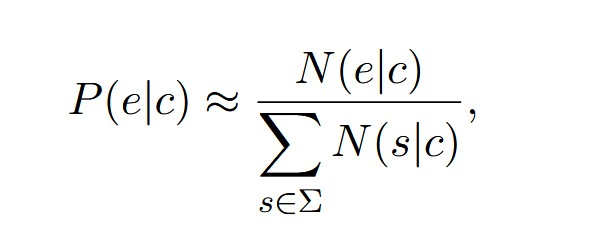 P(e|c) ≈ N(e|c) / ∑_{s∈Σ} N(s|c),